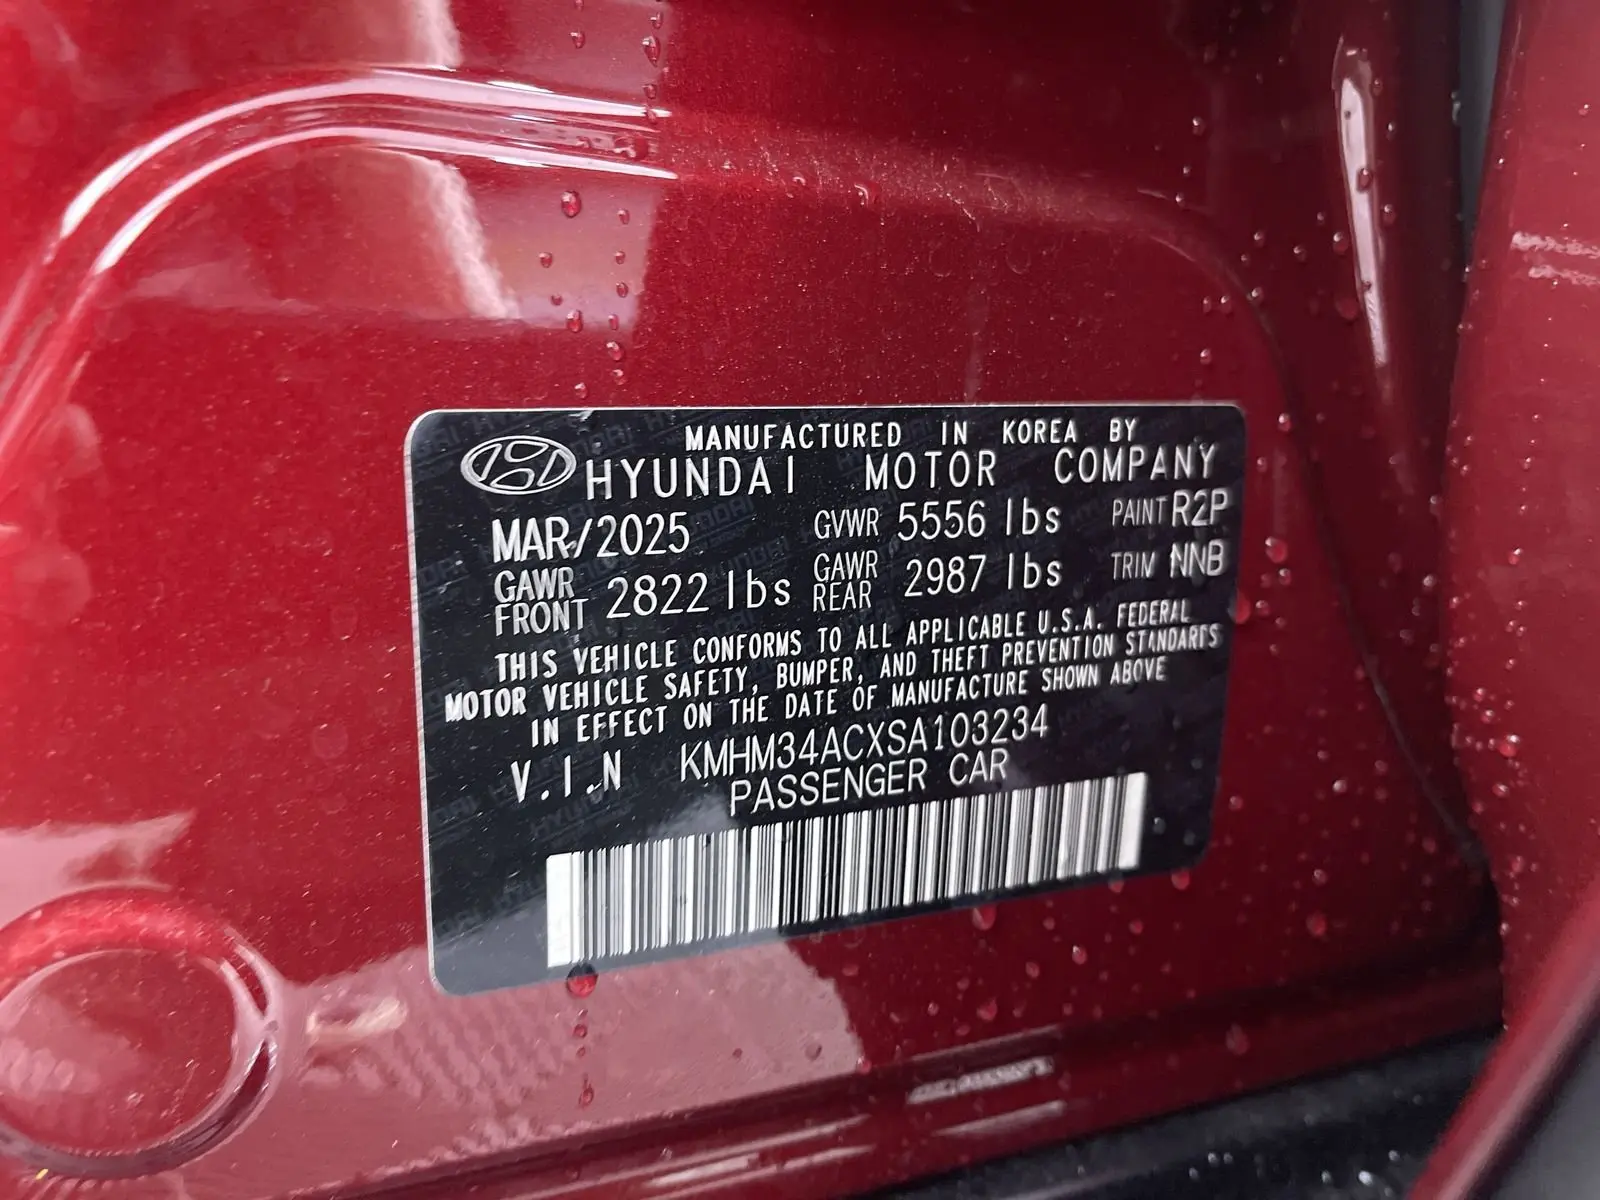 MANUFACTURED IN KOREA BY
HYUNDAI MOTOR COMPANY
MAR/2025 GVWR 5556 lbs PAINT R2P
GAWR FRONT 2822 lbs GAWR REAR 2987 lbs TRIM NNB
THIS VEHICLE CONFORMS TO ALL APPLICABLE U.S.A. FEDERAL
MOTOR VEHICLE SAFETY, BUMPER, AND THEFT PREVENTION STANDARDS
IN EFFECT ON THE DATE OF MANUFACTURE SHOWN ABOVE
V.I.N KMHM34ACXSA103234
PASSENGER CAR